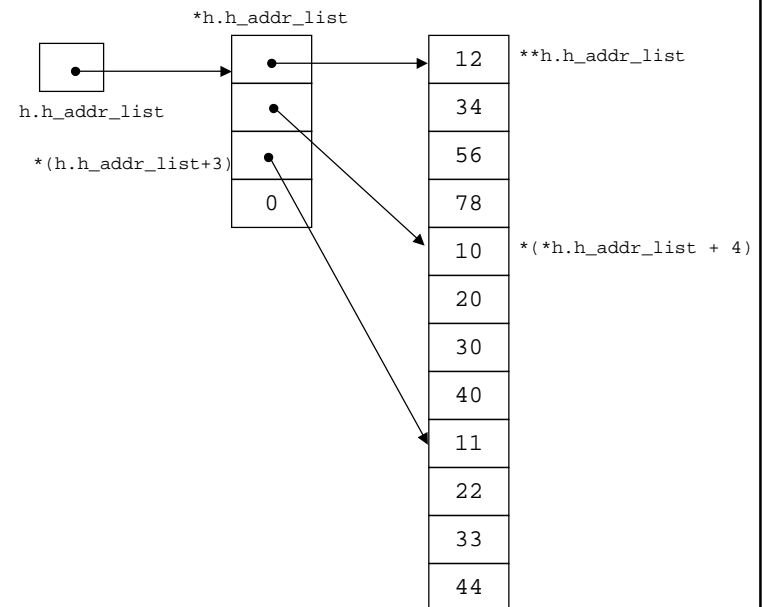 *h.h_addr_list
h.h_addr_list
*(h.h_addr_list+3)
0
12
**h.h_addr_list
34
56
78
10
*(*h.h_addr_list + 4)
20
30
40
11
22
33
44